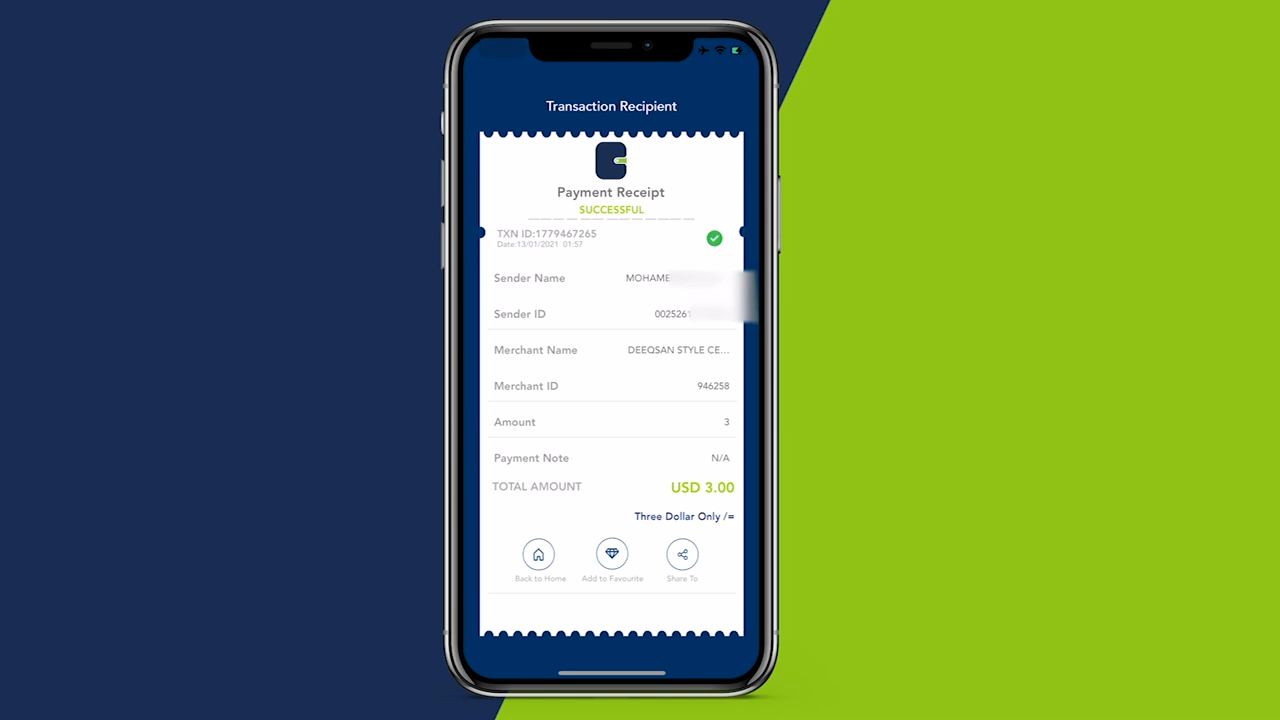 Transaction Recipient
Payment Receipt
SUCCESSFUL
TXN ID:1779467265
Date:13/01/2021 01:57
Sender Name MOHAME
Sender ID 0025261
Merchant Name DEEQSAN STYLE CE...
Merchant ID 946258
Amount 3
Payment Note N/A
TOTAL AMOUNT USD 3.00
Three Dollar Only /=
Back to Home Add to Favourite Share To